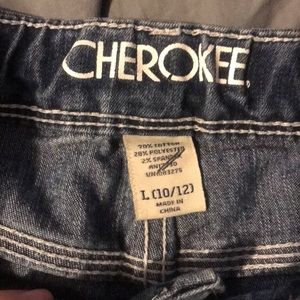 CHEROKEE
70% COTTON
28% POLYESTER
2% SPANDEX
L (10/12)
MADE IN
CHINA